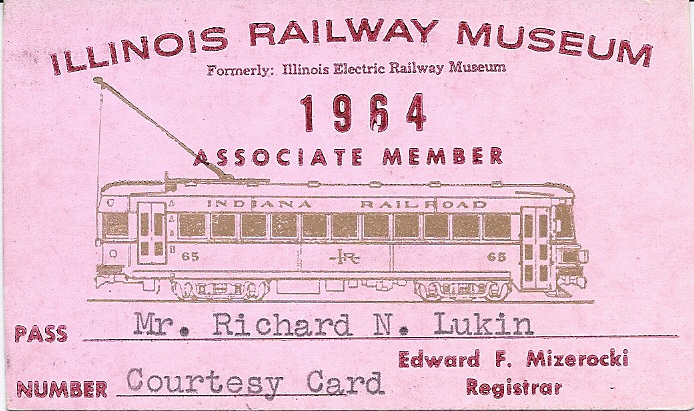 ILLINOIS RAILWAY MUSEUM
Formerly: Illinois Electric Railway Museum
1964
ASSOCIATE MEMBER
INDIANA RAILROAD
65 IR 65
PASS Mr. Richard N. Lukin
Edward F. Mizerocki
NUMBER Courtesy Card Registrar